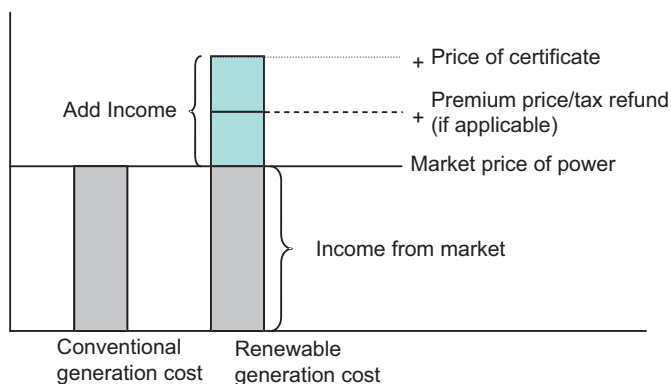 + Price of certificate
Add Income
+ Premium price/tax refund
(if applicable)
Market price of power
Income from market
Conventional
generation cost
Renewable
generation cost